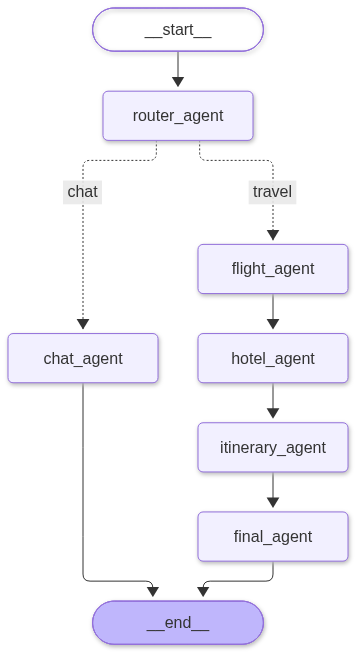 __start__
router_agent
chat
travel
flight_agent
chat_agent
hotel_agent
itinerary_agent
final_agent
__end__